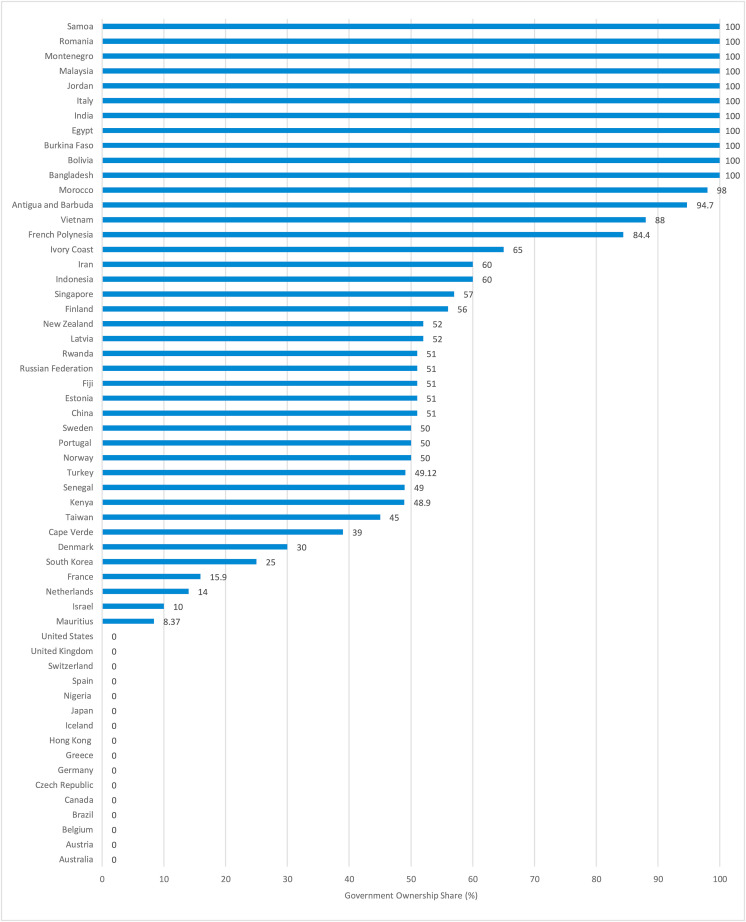 Samoa 100
Romania 100
Montenegro 100
Malaysia 100
Jordan 100
Italy 100
India 100
Egypt 100
Burkina Faso 100
Bolivia 100
Bangladesh 100
Morocco 98
Antigua and Barbuda 94.7
Vietnam 88
French Polynesia 84.4
Ivory Coast 65
Iran 60
Indonesia 60
Singapore 57
Finland 56
New Zealand 52
Latvia 52
Rwanda 51
Russian Federation 51
Fiji 51
Estonia 51
China 51
Sweden 50
Portugal 50
Norway 50
Turkey 49.12
Senegal 49
Kenya 48.9
Taiwan 45
Cape Verde 39
Denmark 30
South Korea 25
France 15.9
Netherlands 14
Israel 10
Mauritius 8.37
United States 0
United Kingdom 0
Switzerland 0
Spain 0
Nigeria 0
Japan 0
Iceland 0
Hong Kong 0
Greece 0
Germany 0
Czech Republic 0
Canada 0
Brazil 0
Belgium 0
Austria 0
Australia 0
0 10 20 30 40 50 60 70 80 90 100
Government Ownership Share (%)